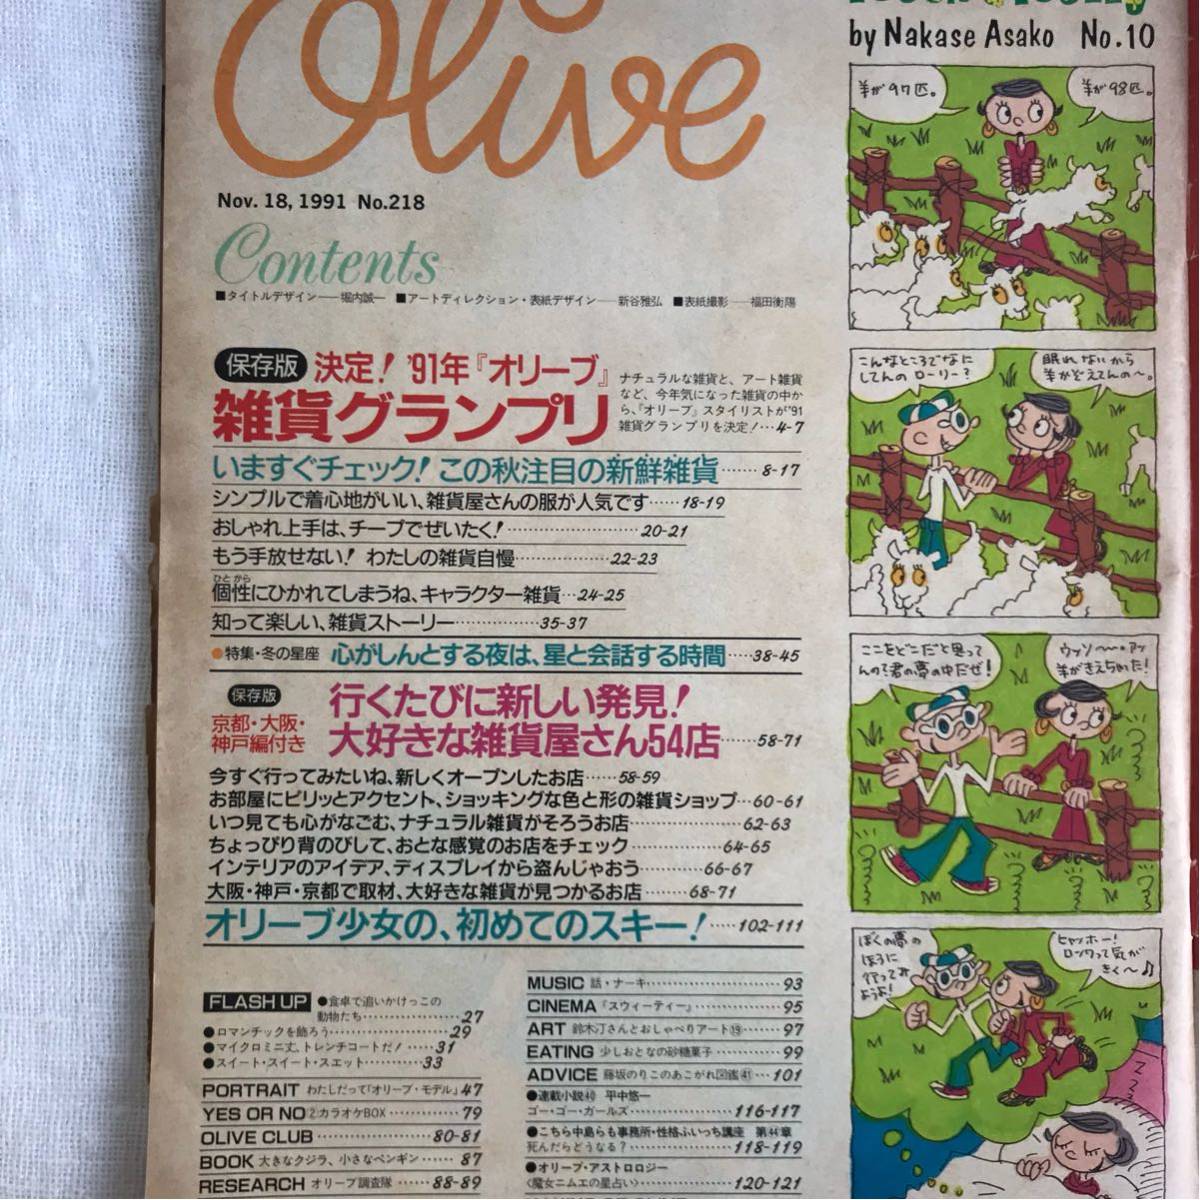 Olive
Nov. 18, 1991 No.218
Contents
■タイトルデザイン──堀内誠一 ■アートディレクション・表紙デザイン──新谷雅弘 ■表紙撮影──福田衡陽
保存版 決定! '91年『オリーブ』
雑貨グランプリ
ナチュラルな雑貨と、アート雑貨
など、今年気になった雑貨の中か
ら、『オリーブ』スタイリストが'91
雑貨グランプリを決定!…4-7
いますぐチェック! この秋注目の新鮮雑貨……8-17
シンプルで着心地がいい、雑貨屋さんの服が人気です……18-19
おしゃれ上手は、チープでぜいたく!………………20-21
もう手放せない! わたしの雑貨自慢……………22-23
ひとがら
個性にひかれてしまうね、キャラクター雑貨…24-25
知って楽しい、雑貨ストーリー……………35-37
●特集・冬の星座 心がしんとする夜は、星と会話する時間……38-45
保存版
京都・大阪・
神戸編付き
行くたびに新しい発見!
大好きな雑貨屋さん54店……58-71
今すぐ行ってみたいね、新しくオープンしたお店……58-59
お部屋にピリッとアクセント、ショッキングな色と形の雑貨ショップ…60-61
いつ見ても心がなごむ、ナチュラル雑貨がそろうお店……………62-63
ちょっぴり背のびして、おとな感覚のお店をチェック……………64-65
インテリアのアイデア、ディスプレイから盗んじゃおう………66-67
大阪・神戸・京都で取材、大好きな雑貨が見つかるお店……68-71
オリーブ少女の、初めてのスキー!……102-111
FLASH UP ●食卓で追いかけっこの
動物たち……………27
●ロマンチックを飾ろう……………29
●マイクロミニ丈、トレンチコートだ!……31
●スイート・スイート・スエット………33
PORTRAIT わたしだって「オリーブ・モデル」47
YES OR NO ②カラオケBOX…………79
OLIVE CLUB………………80-81
BOOK 大きなクジラ、小さなペンギン……87
RESEARCH オリーブ調査隊……88-89
MUSIC 話・ナーキ………………93
CINEMA 『スウィーティー』……………95
ART 鈴木汀さんとおしゃべりアート⑲……97
EATING 少しおとなの砂糖菓子………99
ADVICE 藤坂のりこのあこがれ図鑑㊶…101
●連載小説㊵ 平中悠一
ゴー・ゴー・ガールズ……………116-117
●こちら中島らも事務所・性格ふいっち講座 第44章
死んだらどうなる?……………118-119
●オリーブ・アストロロジー
〈魔女ニムエの星占い〉…………120-121
by Nakase Asako No.10
羊が97匹。
羊が98匹。
こんなところでなに
してんの ローリー?
眠れないから
羊かぞえてんの〜。
ここをどこだと思って
んの?君の夢の中だぜ!
ウッソ〜。アッ
羊がきえちゃった!
ぼくの夢の
ほうに
行ってみ
ようよ!
ヒャッホー!
ロンワって気が
きく〜♪
Z Z Z